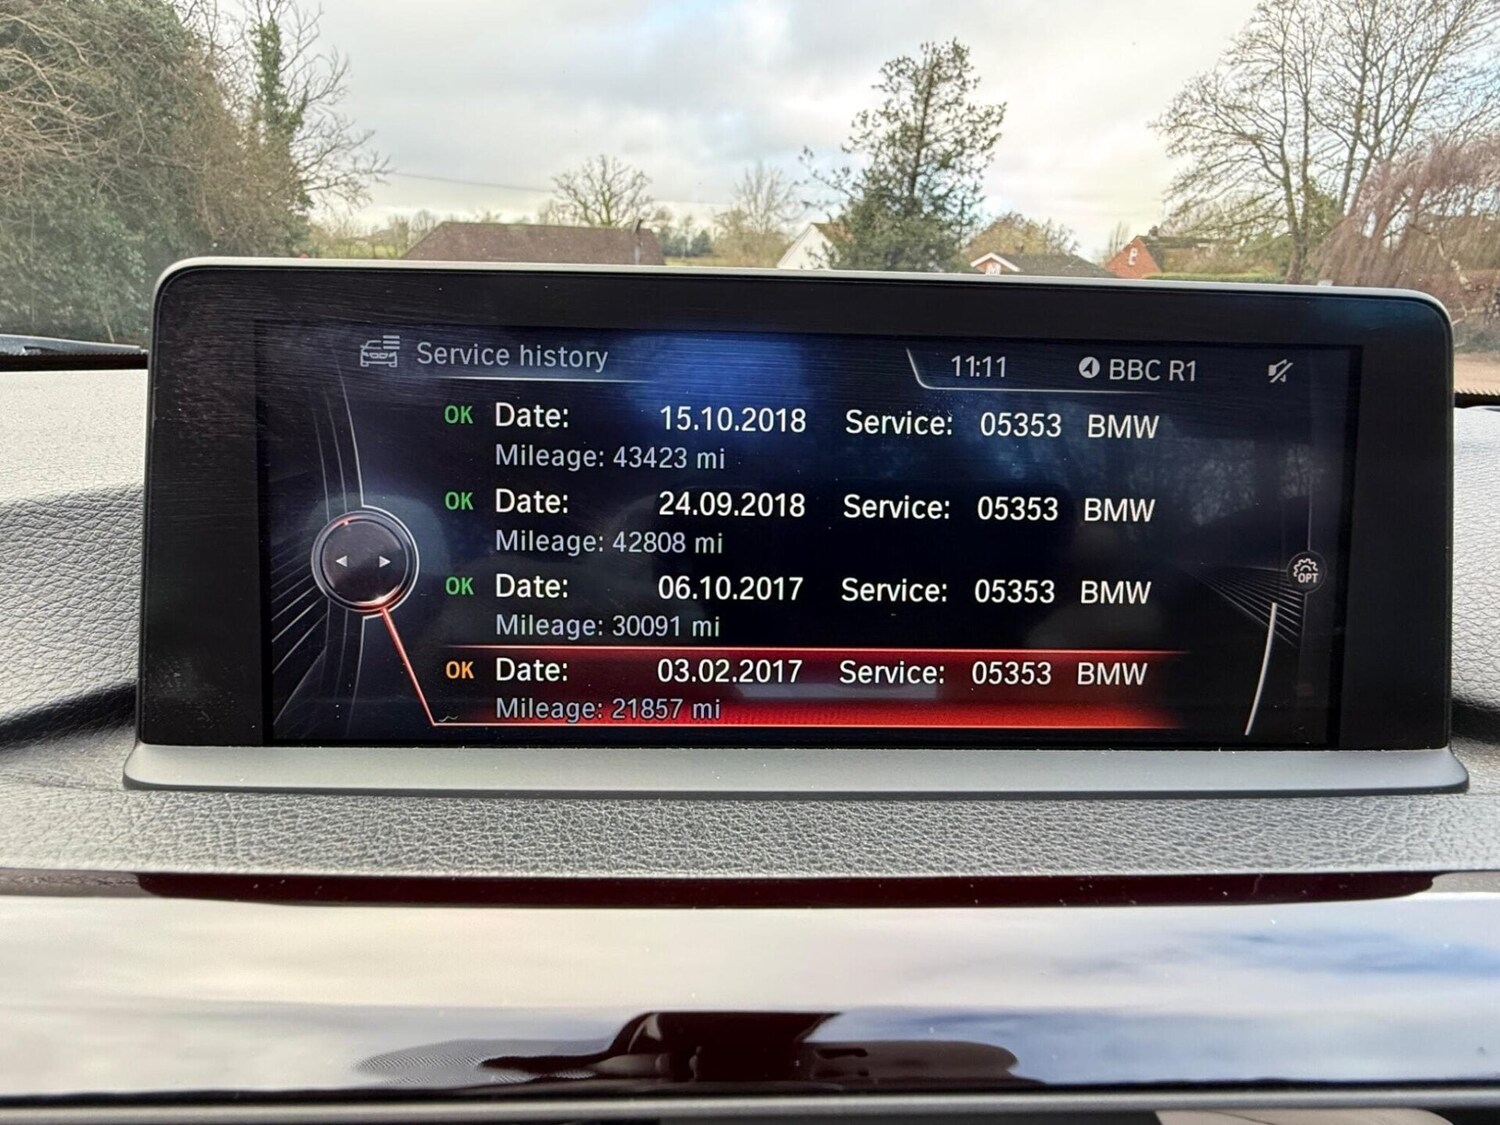 Service history 11:11 BBC R1
OK Date: 15.10.2018 Service: 05353 BMW
Mileage: 43423 mi
OK Date: 24.09.2018 Service: 05353 BMW
Mileage: 42808 mi
OK Date: 06.10.2017 Service: 05353 BMW
Mileage: 30091 mi
OPT
OK Date: 03.02.2017 Service: 05353 BMW
Mileage: 21857 mi